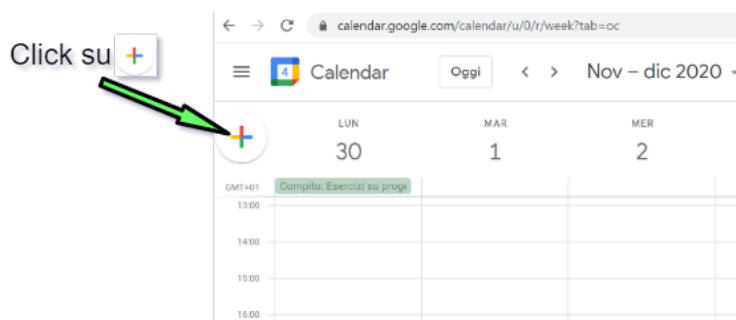 calendar.google.com/calendar/u/0/r/week?tab=oc
Click su +
4 Calendar Oggi < > Nov – dic 2020
LUN MAR MER
30 1 2
GMT+01 Compito: Esercizi su proge
13:00
14:00
15:00
16:00